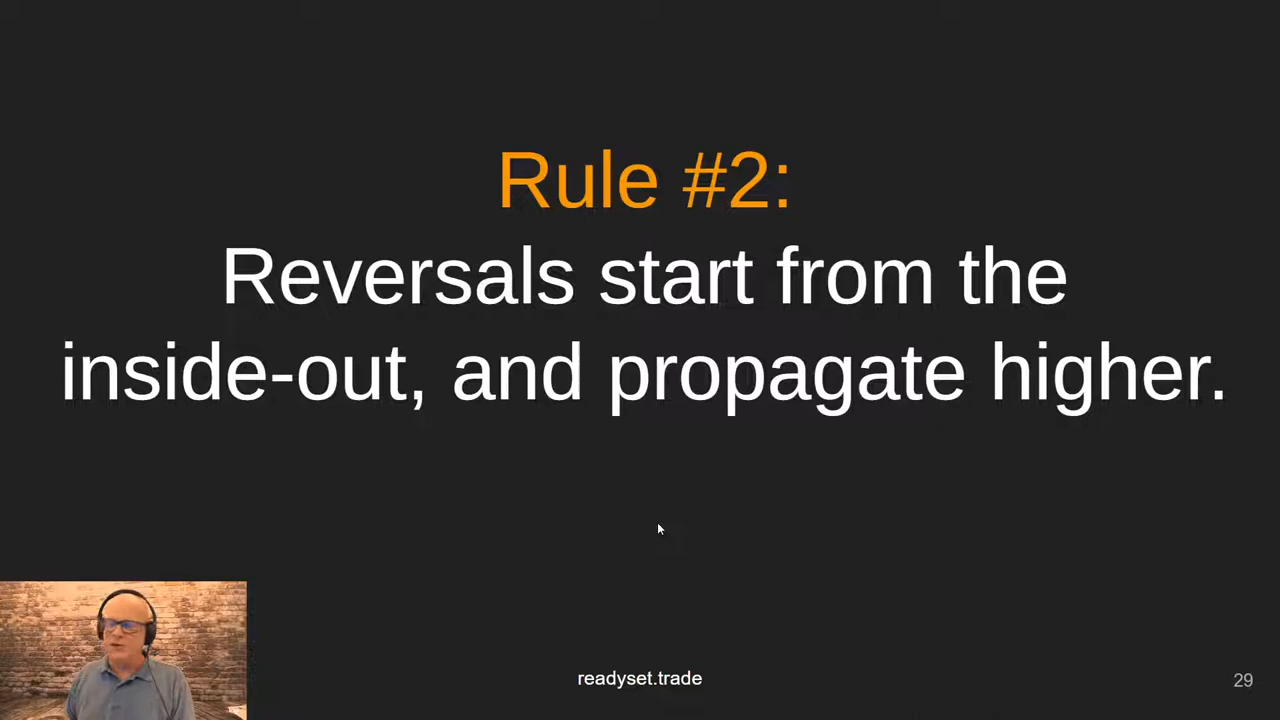 Rule #2:
Reversals start from the
inside-out, and propagate higher.
readyset.trade
29